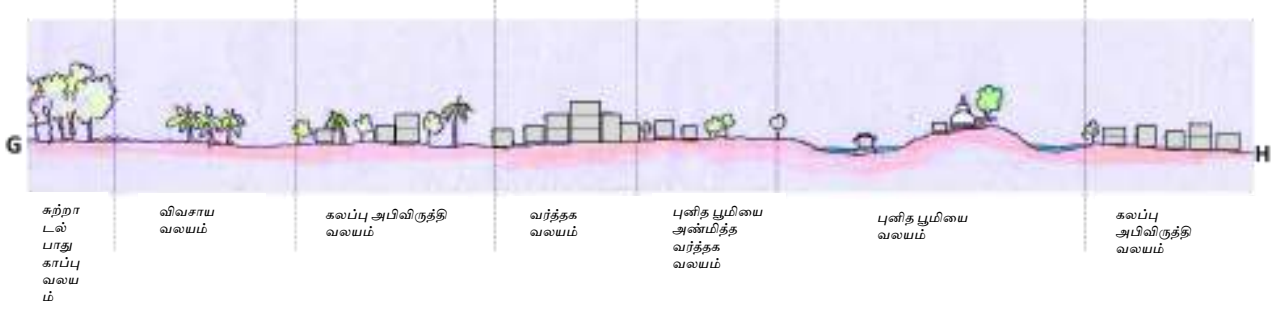 G
H
சுற்றா
டல்
பாது
காப்பு
வலய
ம்
விவசாய
வலயம்
கலப்பு அபிவிருத்தி
வலயம்
வர்த்தக
வலயம்
புனித பூமியை
அண்மித்த
வர்த்தக
வலயம்
புனித பூமியை
வலயம்
கலப்பு
அபிவிருத்தி
வலயம்